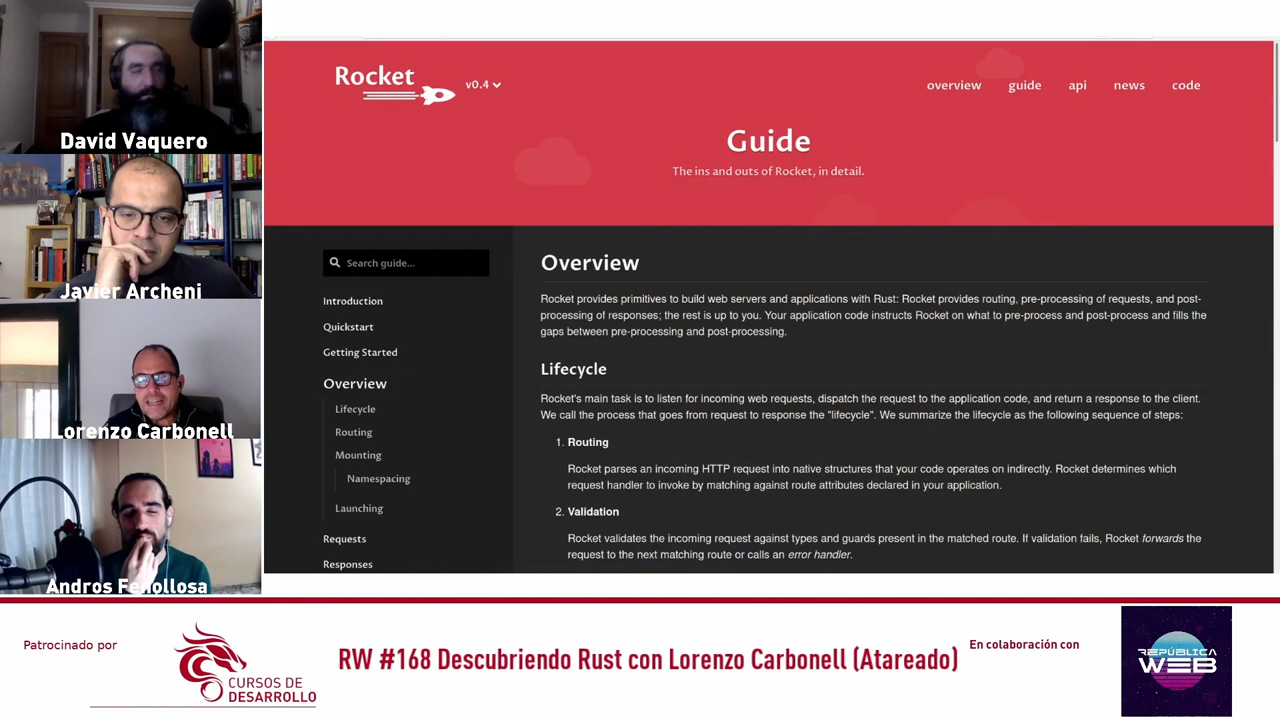 David Vaquero
Javier Archeni
Lorenzo Carbonell
Andros Fenollosa
Rocket
v0.4
overview
guide
api
news
code
Guide
The ins and outs of Rocket, in detail.
Search guide...
Introduction
Quickstart
Getting Started
Overview
Lifecycle
Routing
Mounting
Namespacing
Launching
Requests
Responses
Overview
Rocket provides primitives to build web servers and applications with Rust: Rocket provides routing, pre-processing of requests, and post-
processing of responses; the rest is up to you. Your application code instructs Rocket on what to pre-process and post-process and fills the
gaps between pre-processing and post-processing.
Lifecycle
Rocket's main task is to listen for incoming web requests, dispatch the request to the application code, and return a response to the client.
We call the process that goes from request to response the "lifecycle". We summarize the lifecycle as the following sequence of steps:
1. Routing
Rocket parses an incoming HTTP request into native structures that your code operates on indirectly. Rocket determines which
request handler to invoke by matching against route attributes declared in your application.
2. Validation
Rocket validates the incoming request against types and guards present in the matched route. If validation fails, Rocket forwards the
request to the next matching route or calls an error handler.
Patrocinado por
CURSOS DE
DESARROLLO
RW #168 Descubriendo Rust con Lorenzo Carbonell (Atareado)
En colaboración con
REPÚBLICA
WEB